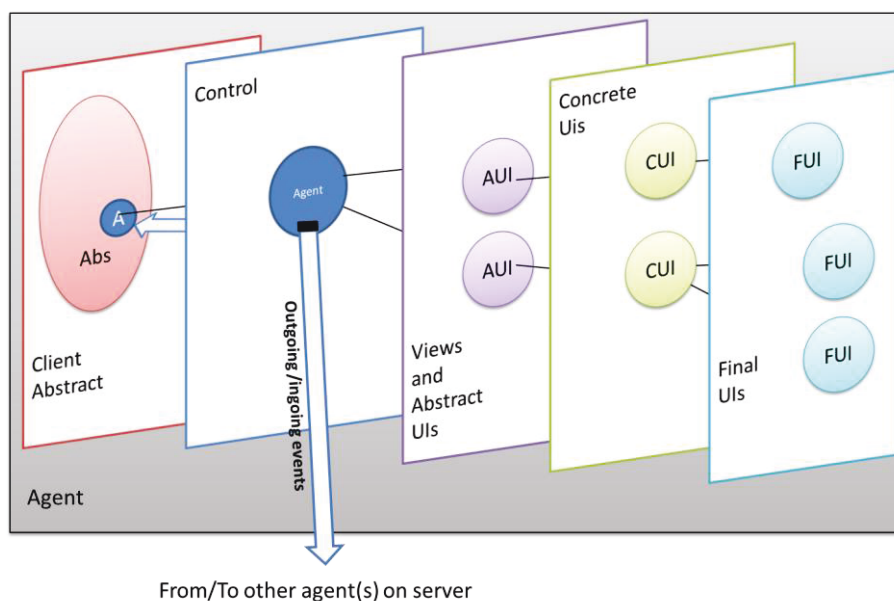 Control
Agent
A
Abs
Client
Abstract
Outgoing /ingoing events
Views
and
Abstract
UIs
AUI
AUI
Concrete
Uis
CUI
CUI
FUI
FUI
FUI
Final
UIs
Agent
From/To other agent(s) on server